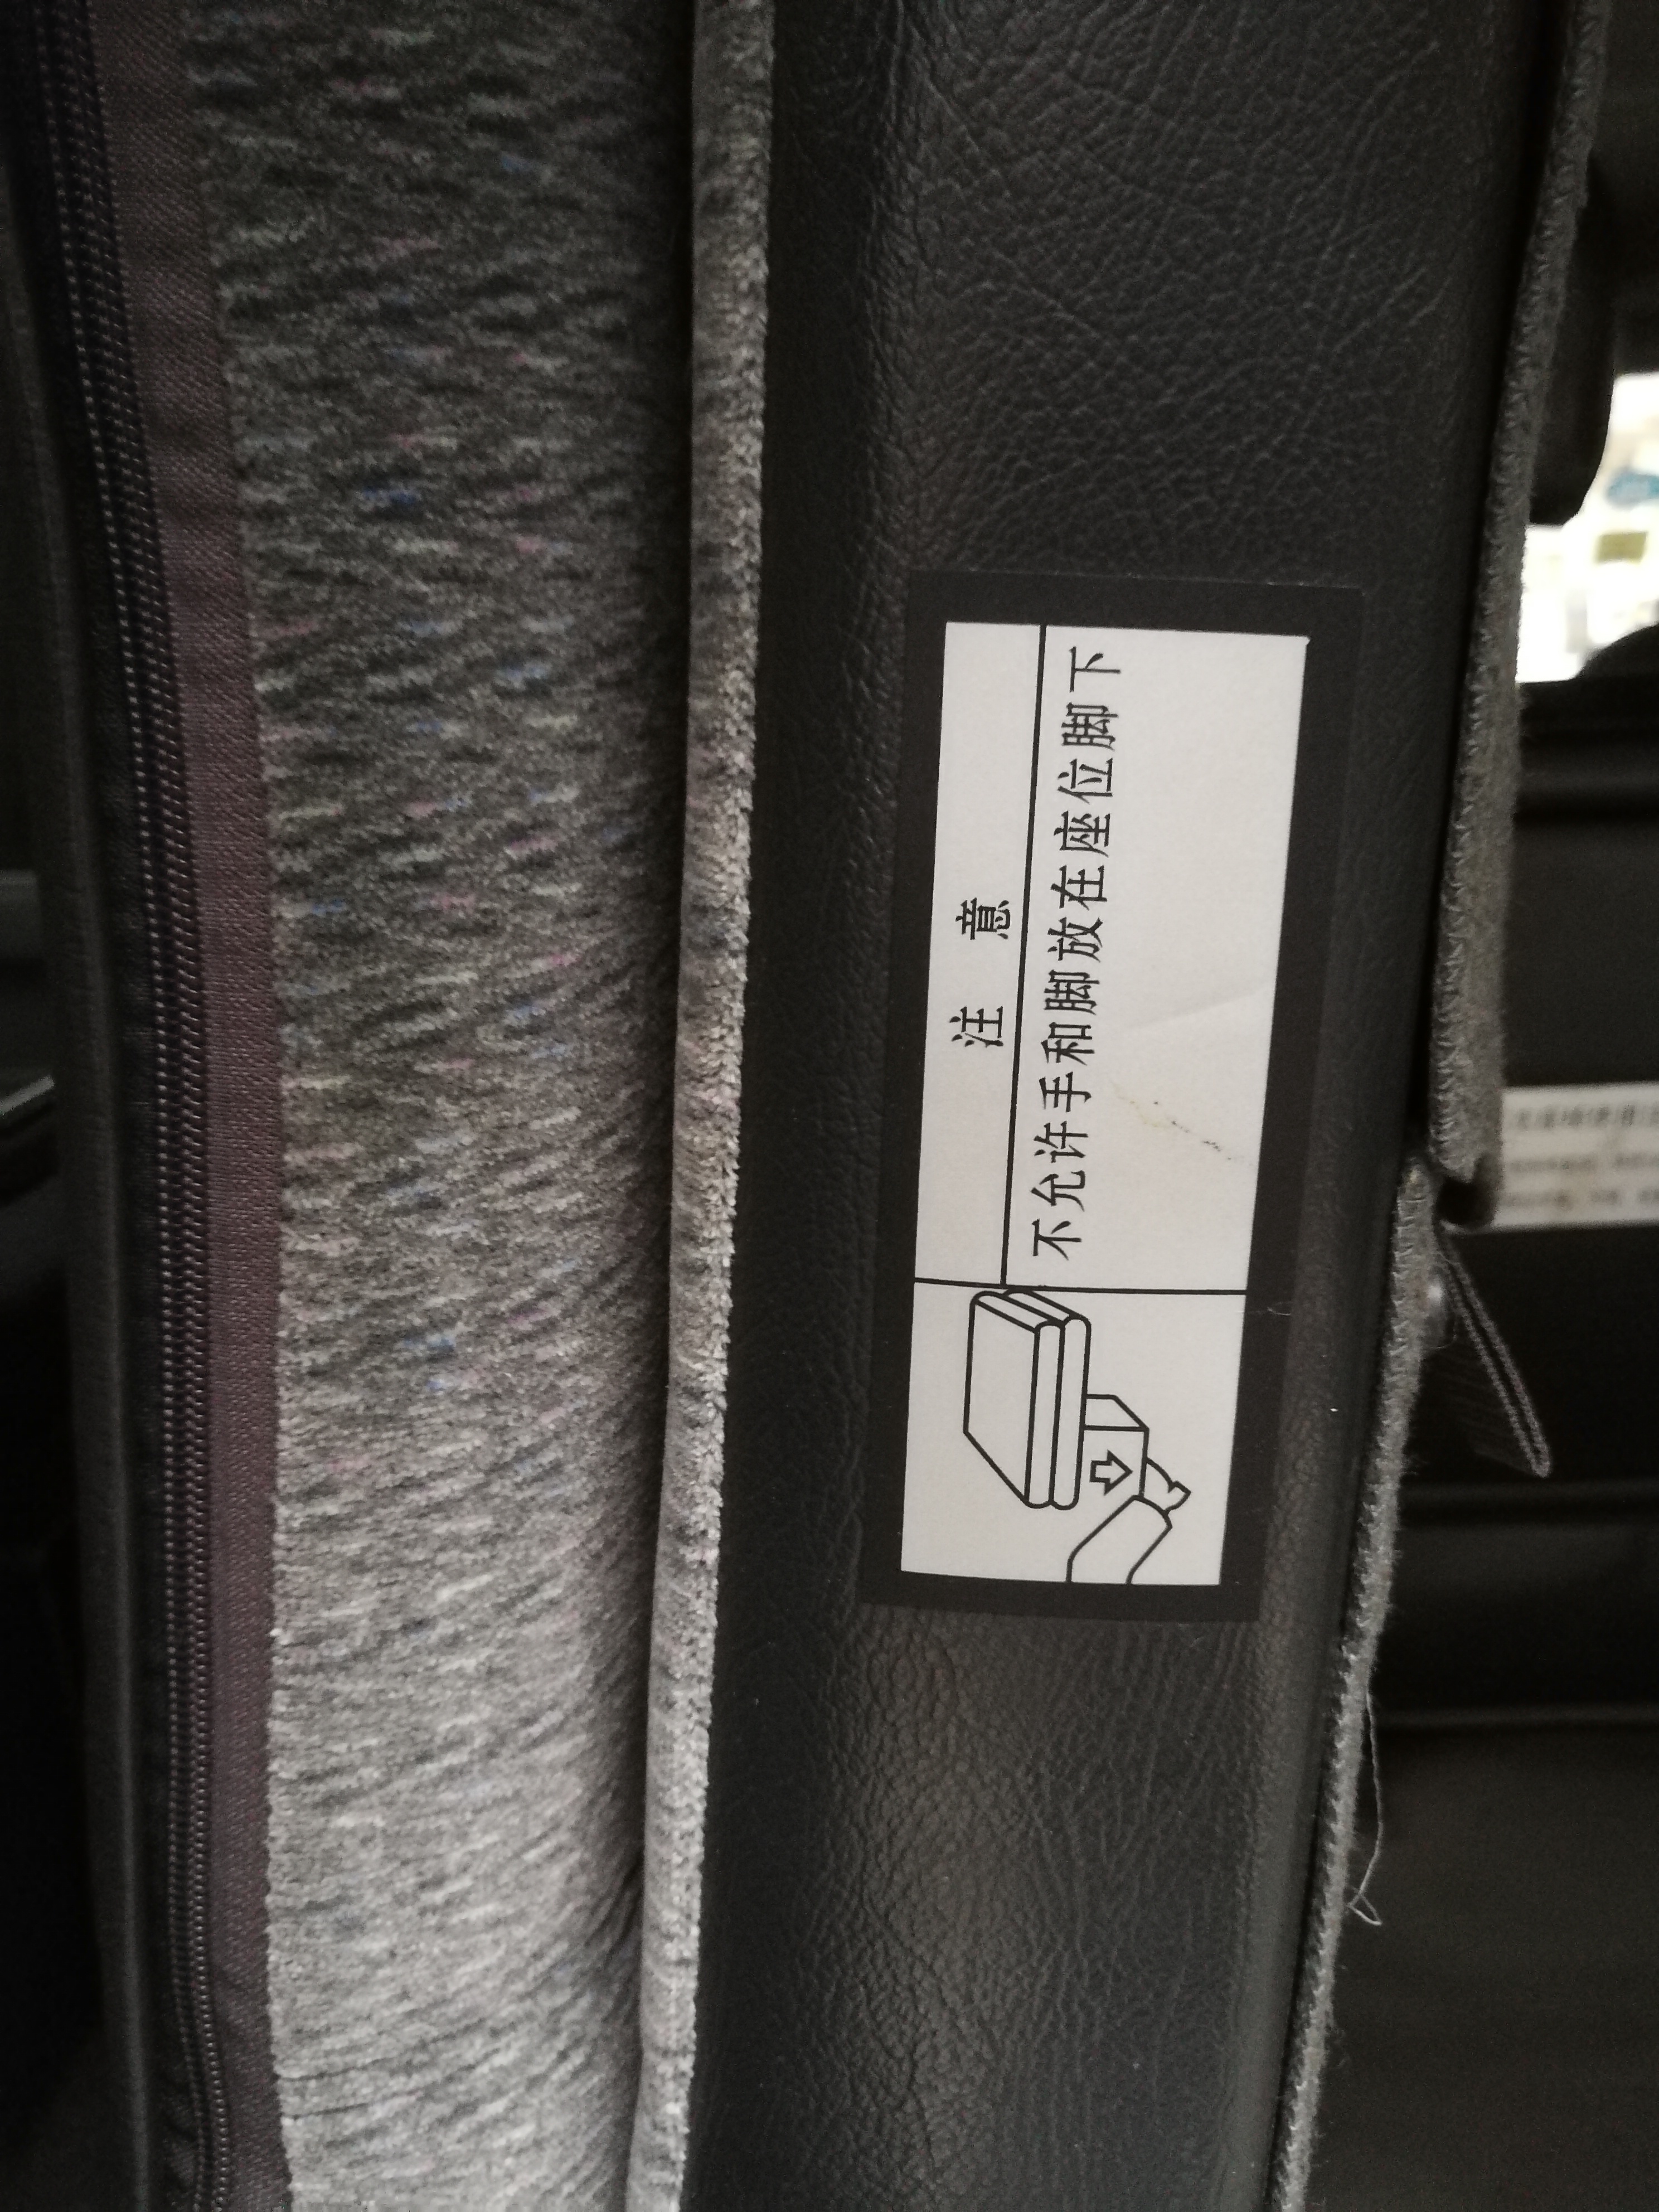 注 意
不允许手和脚放在座位脚下